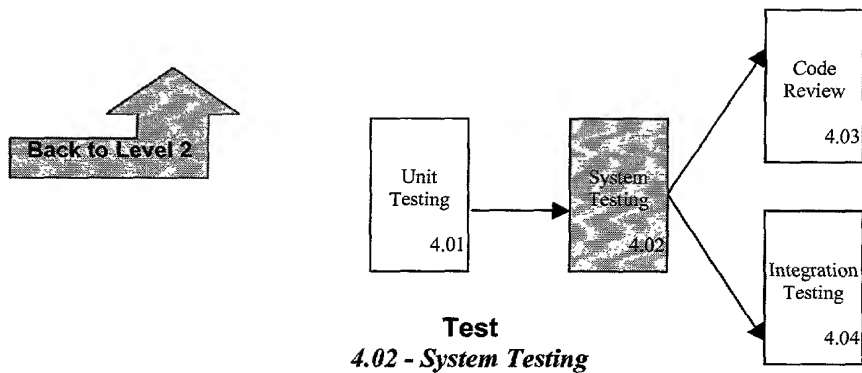 Back to Level 2
Unit
Testing
4.01
System
Testing
4.02
Code
Review
4.03
Integration
Testing
4.04
Test
4.02 - System Testing